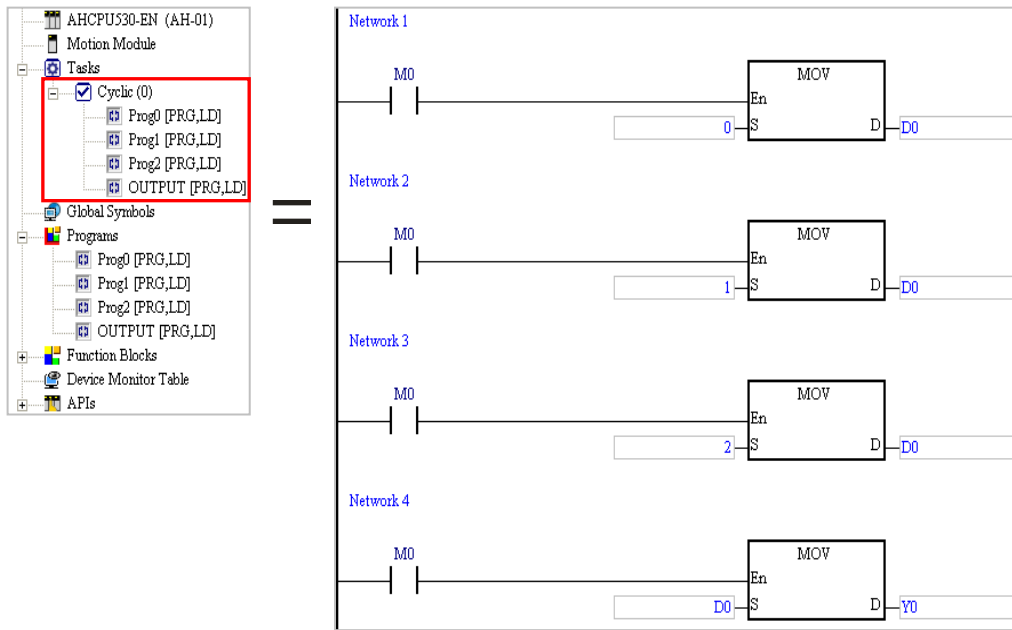 AHCPU530-EN (AH-01)
Motion Module
Tasks
Cyclic (0)
Prog0 [PRG,LD]
Prog1 [PRG,LD]
Prog2 [PRG,LD]
OUTPUT [PRG,LD]
Global Symbols
Programs
Prog0 [PRG,LD]
Prog1 [PRG,LD]
Prog2 [PRG,LD]
OUTPUT [PRG,LD]
Function Blocks
Device Monitor Table
APIs
=
Network 1
M0 MOV
En
0 S D D0
Network 2
M0 MOV
En
1 S D D0
Network 3
M0 MOV
En
2 S D D0
Network 4
M0 MOV
En
D0 S D Y0